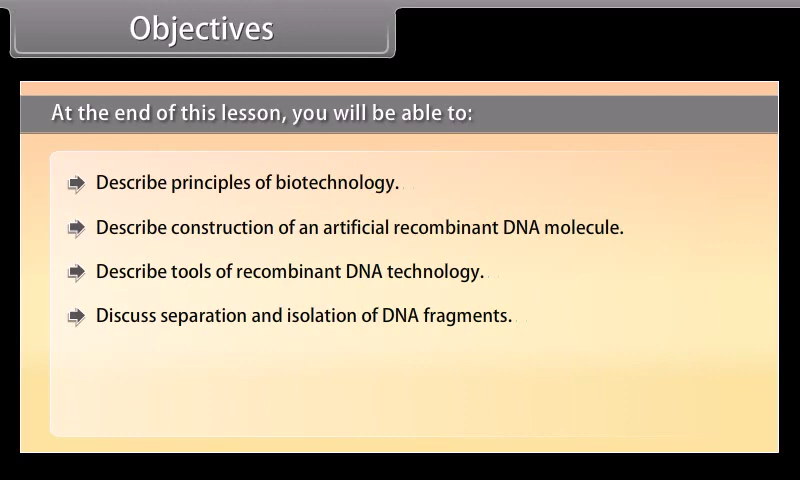 Objectives
At the end of this lesson, you will be able to:
Describe principles of biotechnology.
Describe construction of an artificial recombinant DNA molecule.
Describe tools of recombinant DNA technology.
Discuss separation and isolation of DNA fragments.